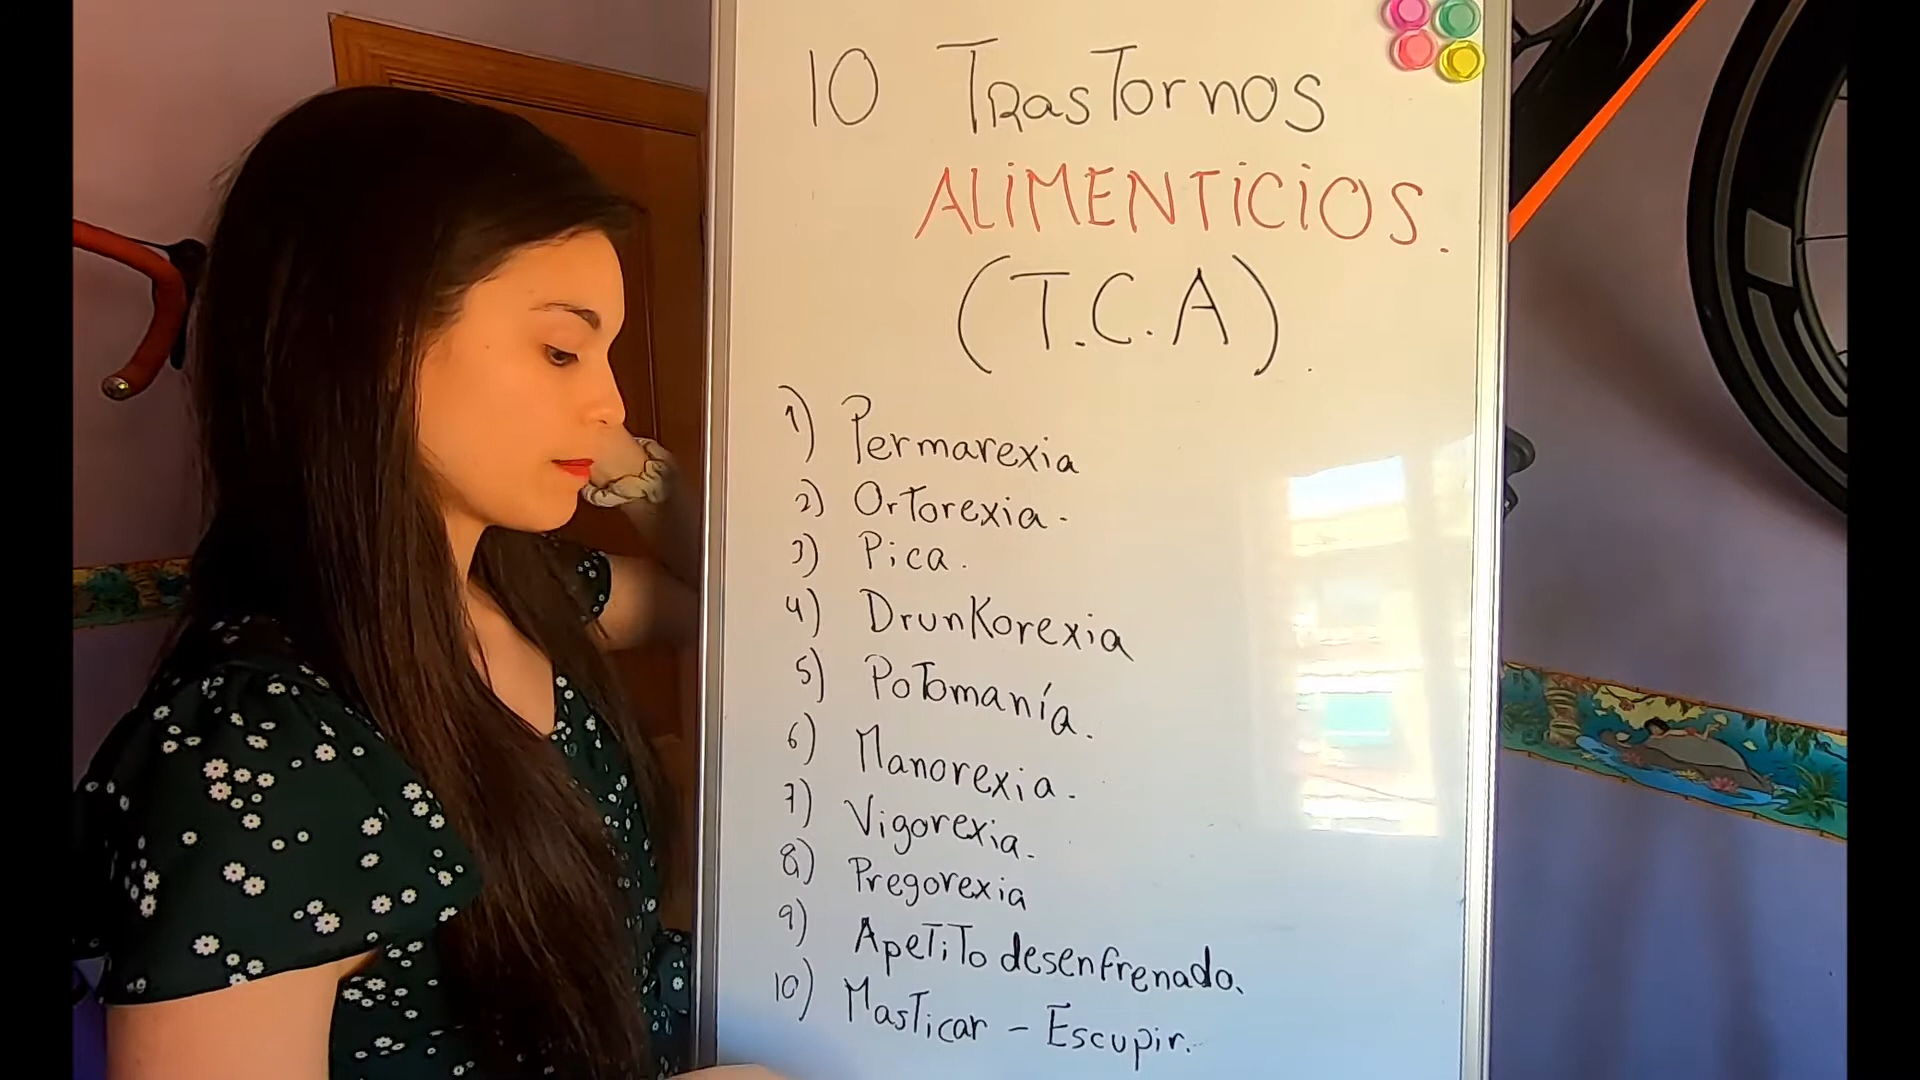 10 Trastornos
ALIMENTICIOS.
(T.C.A).
1) Permarexia
2) Ortorexia.
3) Pica.
4) Drunkorexia
5) Potomanía.
6) Manorexia.
7) Vigorexia.
8) Pregorexia
9) Apetito desenfrenado.
10) Masticar - Escupir.